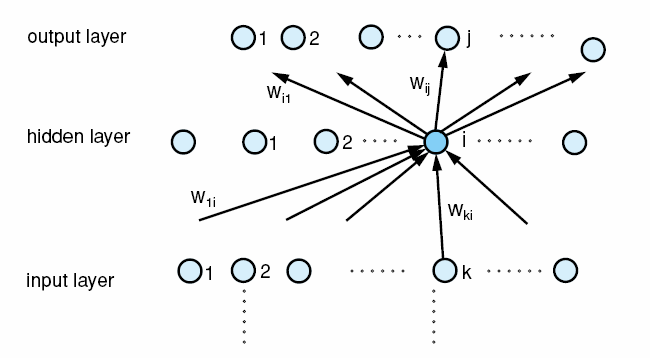 output layer 1 2 j
w_i1 w_ij
hidden layer 1 2 i
w_1i w_ki
input layer 1 2 k